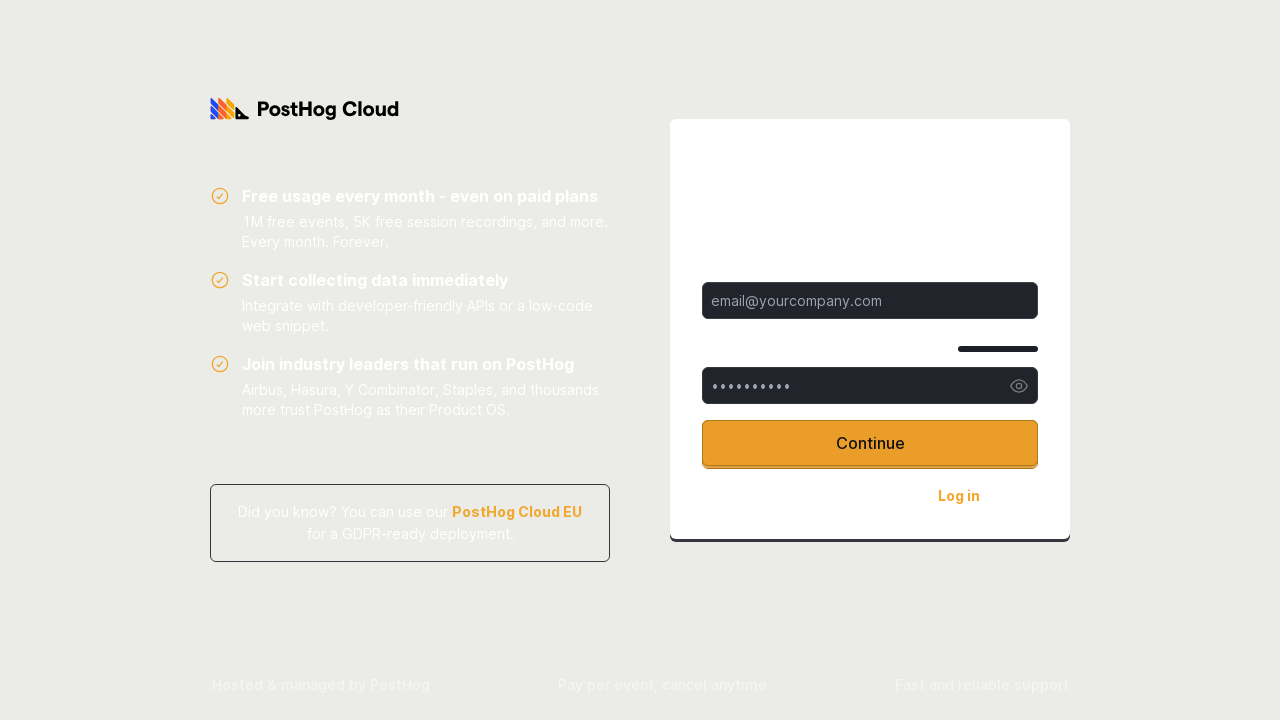 PostHog Cloud
Free usage every month - even on paid plans
1M free events, 5K free session recordings, and more.
Every month. Forever.
Start collecting data immediately
Integrate with developer-friendly APIs or a low-code
web snippet.
Join industry leaders that run on PostHog
Airbus, Hasura, Y Combinator, Staples, and thousands
more trust PostHog as their Product OS.
Did you know? You can use our PostHog Cloud EU
for a GDPR-ready deployment.
email@yourcompany.com
••••••••••
Continue
Log in
Hosted & managed by PostHog
Pay per event, cancel anytime
Fast and reliable support